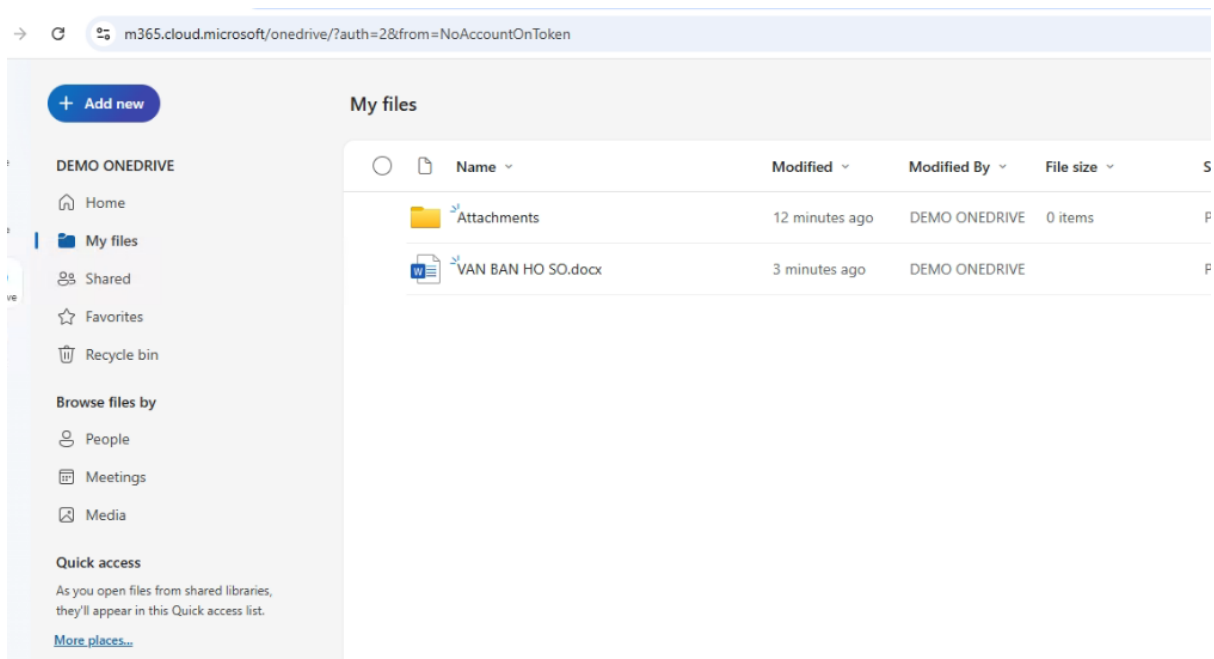 m365.cloud.microsoft/onedrive/?auth=2&from=NoAccountOnToken
+ Add new
My files
DEMO ONEDRIVE
Name Modified Modified By File size S
Home
Attachments 12 minutes ago DEMO ONEDRIVE 0 items P
My files
VAN BAN HO SO.docx 3 minutes ago DEMO ONEDRIVE P
Shared
Favorites
Recycle bin
Browse files by
People
Meetings
Media
Quick access
As you open files from shared libraries,
they'll appear in this Quick access list.
More places...